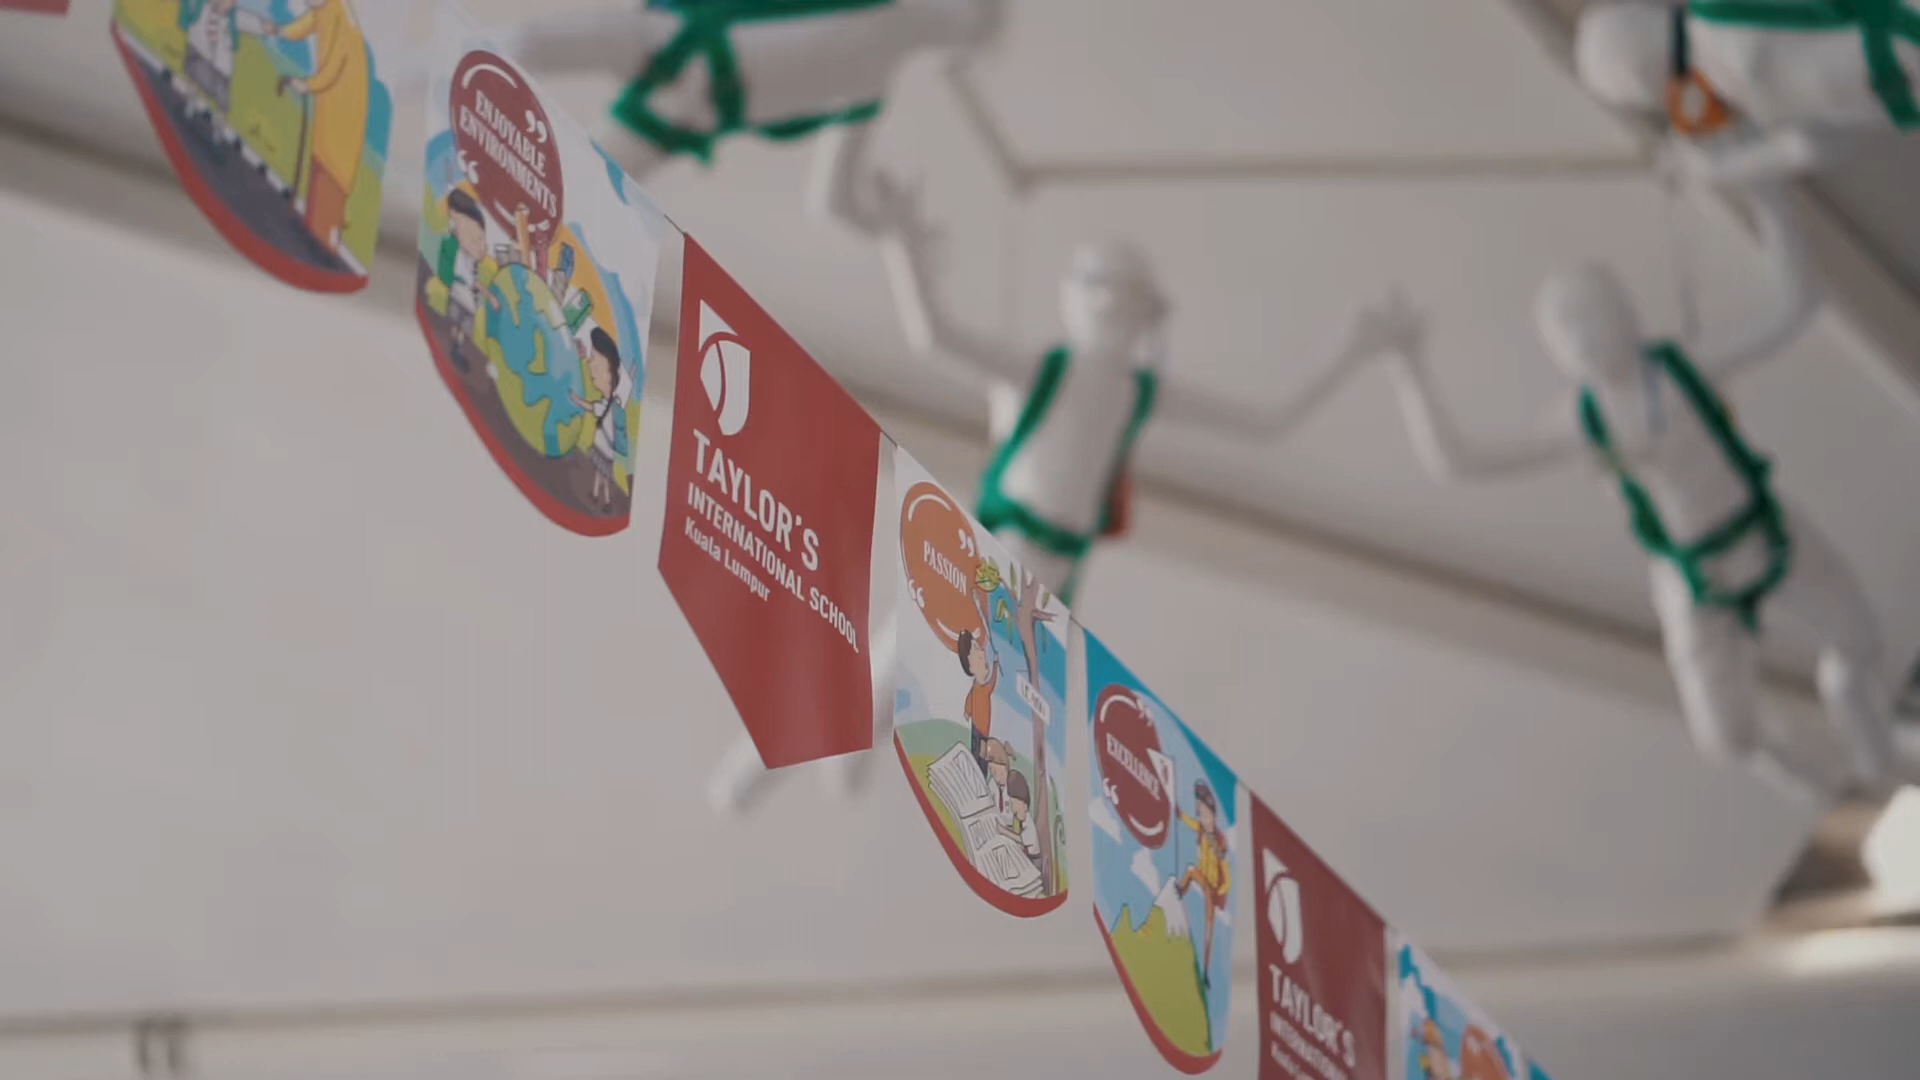 ENJOYABLE
ENVIRONMENTS
TAYLOR'S
INTERNATIONAL SCHOOL
Kuala Lumpur
PASSION
EXCELLENCE
TAYLOR'S
INTERNATIONAL